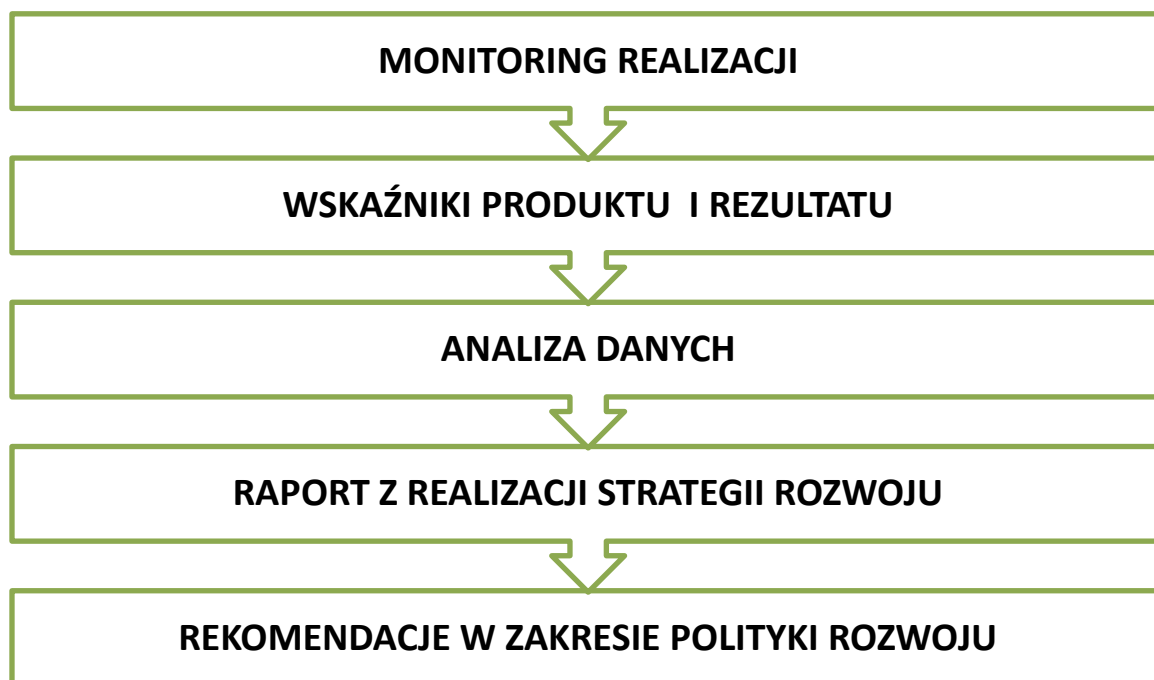 MONITORING REALIZACJI
WSKAŹNIKI PRODUKTU  I REZULTATU
ANALIZA DANYCH
RAPORT Z REALIZACJI STRATEGII ROZWOJU
REKOMENDACJE W ZAKRESIE POLITYKI ROZWOJU